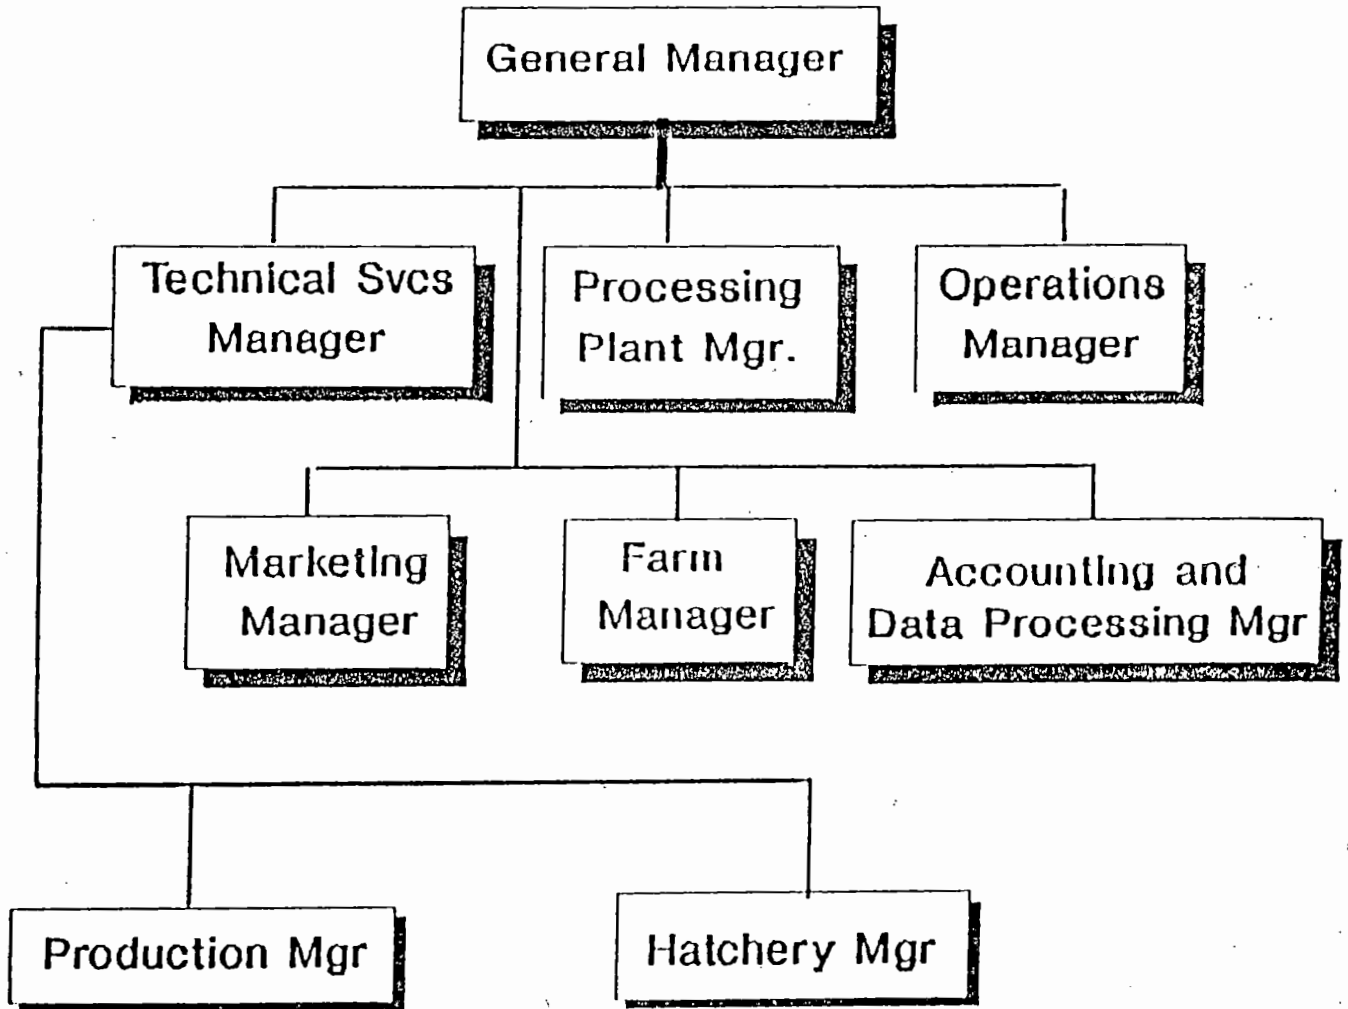 General Manager
Technical Svcs
Manager
Processing
Plant Mgr.
Operations
Manager
Marketing
Manager
Farm
Manager
Accounting and
Data Processing Mgr
Production Mgr
Hatchery Mgr